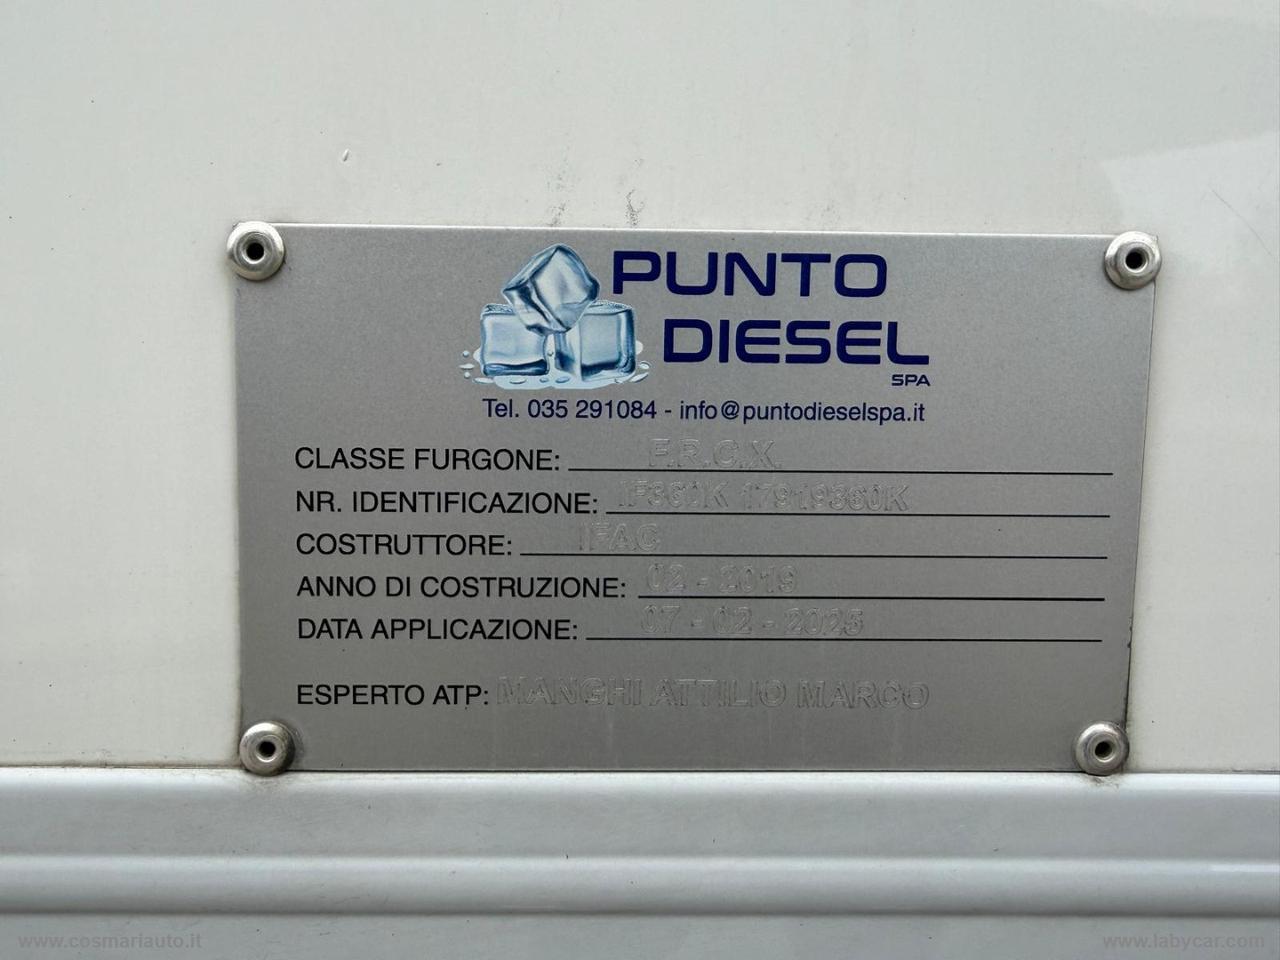 PUNTO
DIESEL
SPA
Tel. 035 291084 - info@puntodieselspa.it
CLASSE FURGONE: F.R.C.X.
NR. IDENTIFICAZIONE: IF360K 17919360K
COSTRUTTORE: IFAC
ANNO DI COSTRUZIONE: 02 - 2019
DATA APPLICAZIONE: 07 - 02 - 2025
ESPERTO ATP: MANGHI ATTILIO MARCO
www.cosmariauto.it
www.labycar.com